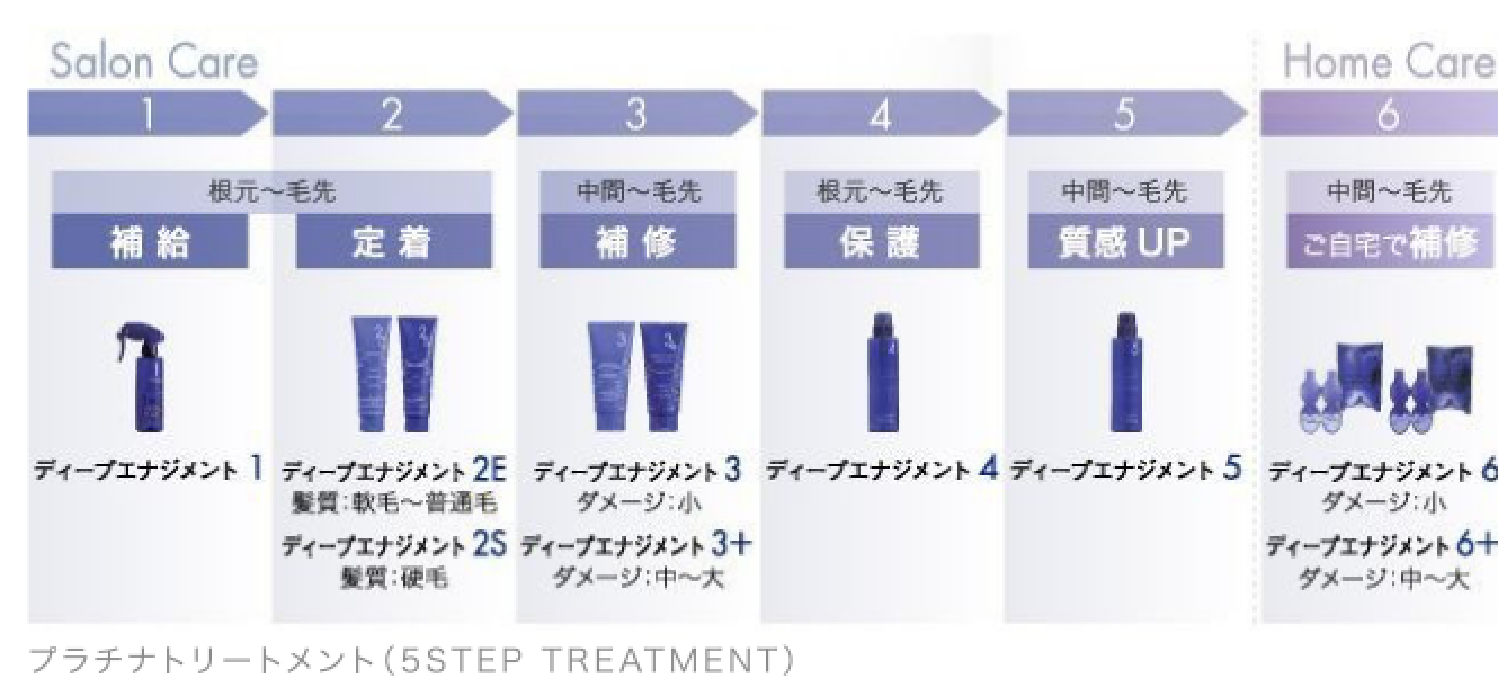 Salon Care
Home Care
1
2
3
4
5
6
根元～毛先
中間～毛先
根元～毛先
中間～毛先
中間～毛先
補給
定着
補修
保護
質感UP
ご自宅で補修
ディープエナジメント 1
ディープエナジメント 2E
髪質:軟毛～普通毛
ディープエナジメント 2S
髪質:硬毛
ディープエナジメント 3
ダメージ:小
ディープエナジメント 3+
ダメージ:中～大
ディープエナジメント 4
ディープエナジメント 5
ディープエナジメント 6
ダメージ:小
ディープエナジメント 6+
ダメージ:中～大
プラチナトリートメント(5STEP TREATMENT)